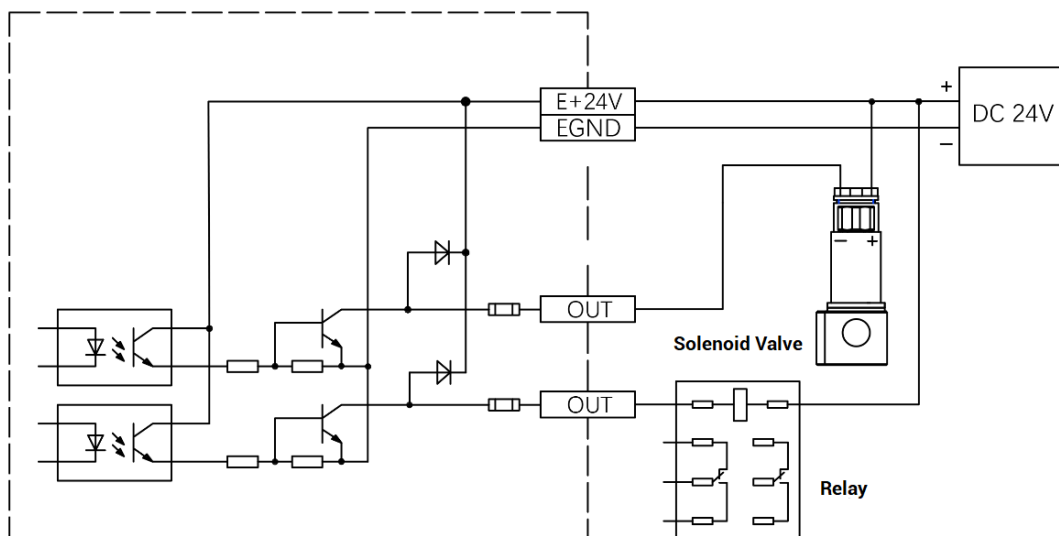 E+24V
EGND
+
DC 24V
−
− +
OUT
Solenoid Valve
OUT
Relay